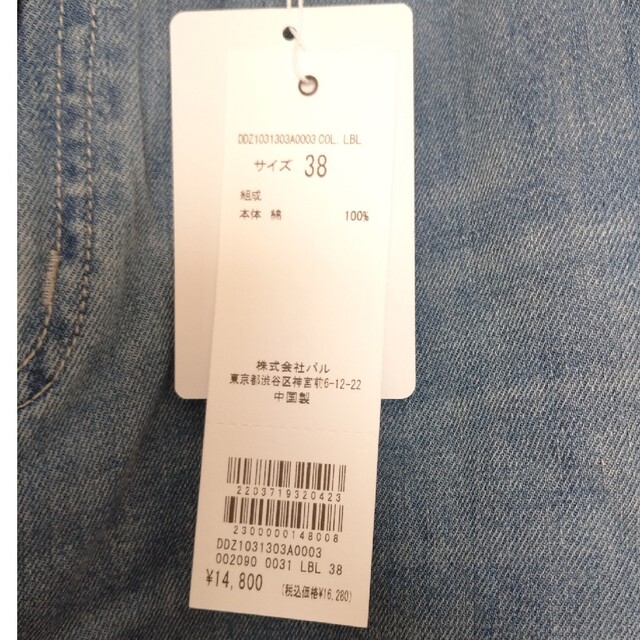 DDZ1031303A0003 COL. LBL
サイズ 38
組成
本体 綿 100%
株式会社パル
東京都渋谷区神宮前6-12-22
中国製
2203719320423
2300000148008
DDZ1031303A0003
002090 0031 LBL 38
¥14,800 (税込価格¥16,280)